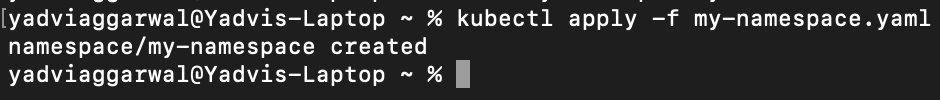 [yadviaggarwal@Yadvis-Laptop ~ % kubectl apply -f my-namespace.yaml
namespace/my-namespace created
yadviaggarwal@Yadvis-Laptop ~ %